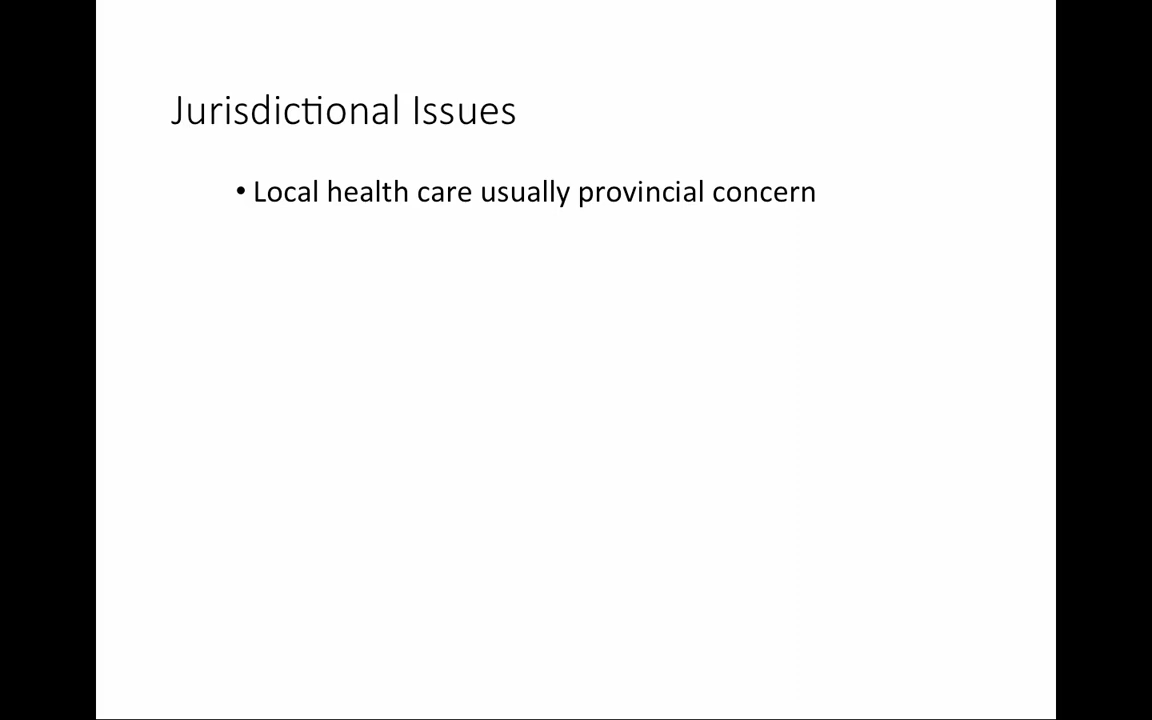 Jurisdictional Issues
• Local health care usually provincial concern